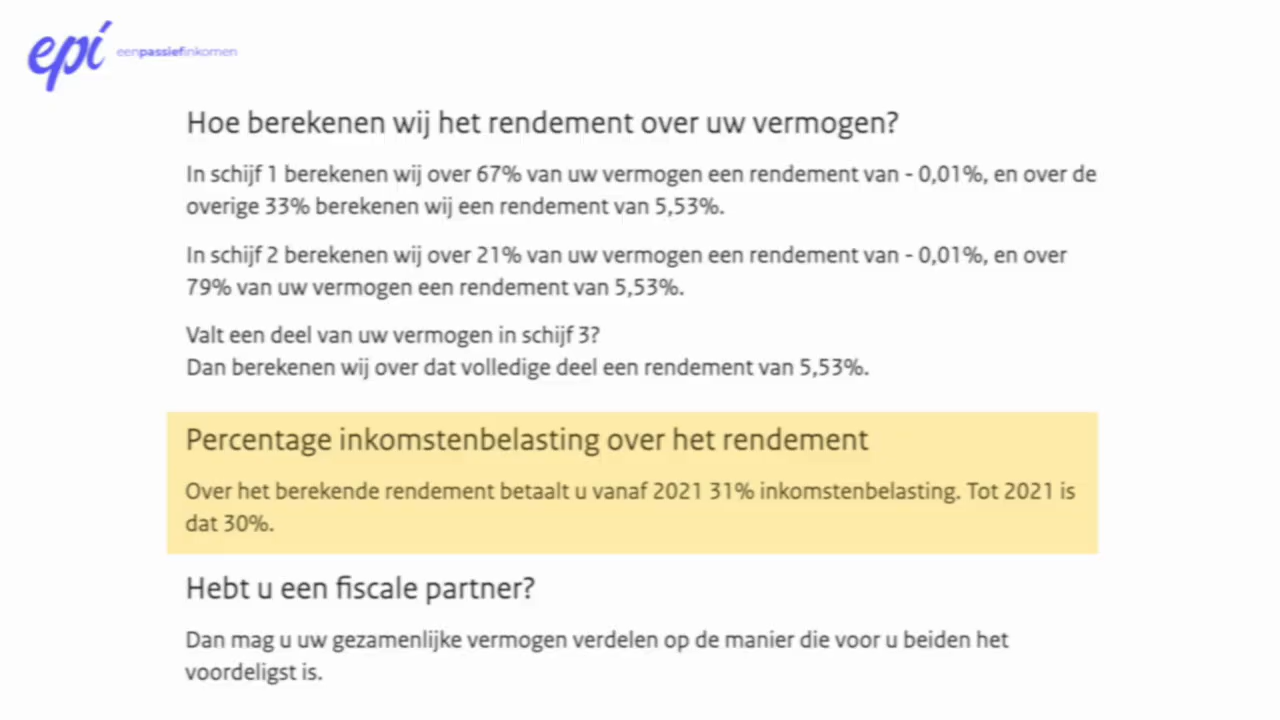 epi eenpassiefinkomen
Hoe berekenen wij het rendement over uw vermogen?
In schijf 1 berekenen wij over 67% van uw vermogen een rendement van - 0,01%, en over de
overige 33% berekenen wij een rendement van 5,53%.
In schijf 2 berekenen wij over 21% van uw vermogen een rendement van - 0,01%, en over
79% van uw vermogen een rendement van 5,53%.
Valt een deel van uw vermogen in schijf 3?
Dan berekenen wij over dat volledige deel een rendement van 5,53%.
Percentage inkomstenbelasting over het rendement
Over het berekende rendement betaalt u vanaf 2021 31% inkomstenbelasting. Tot 2021 is
dat 30%.
Hebt u een fiscale partner?
Dan mag u uw gezamenlijke vermogen verdelen op de manier die voor u beiden het
voordeligst is.